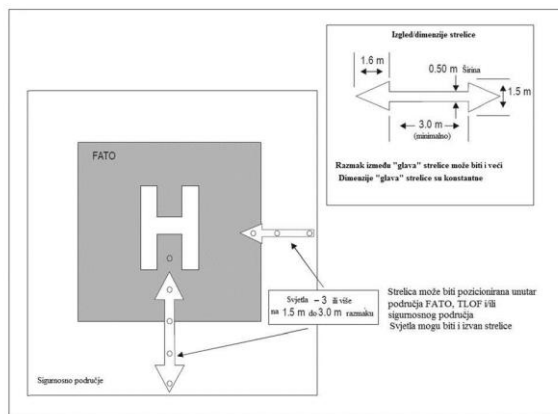 Izgled/dimenzije strelice
1.6 m
0.50 m Širina
1.5 m
3.0 m
(minimalno)
Razmak između "glava" strelice može biti i veći
Dimenzije "glava" strelice su konstantne
FATO
H
Svjetla – 3 ili više
na 1.5 m do 3.0 m razmaku
Strelica može biti pozicionirana unutar
područja FATO, TLOF i/ili
sigurnosnog područja
Svjetla mogu biti i izvan strelice
Sigurnosno područje